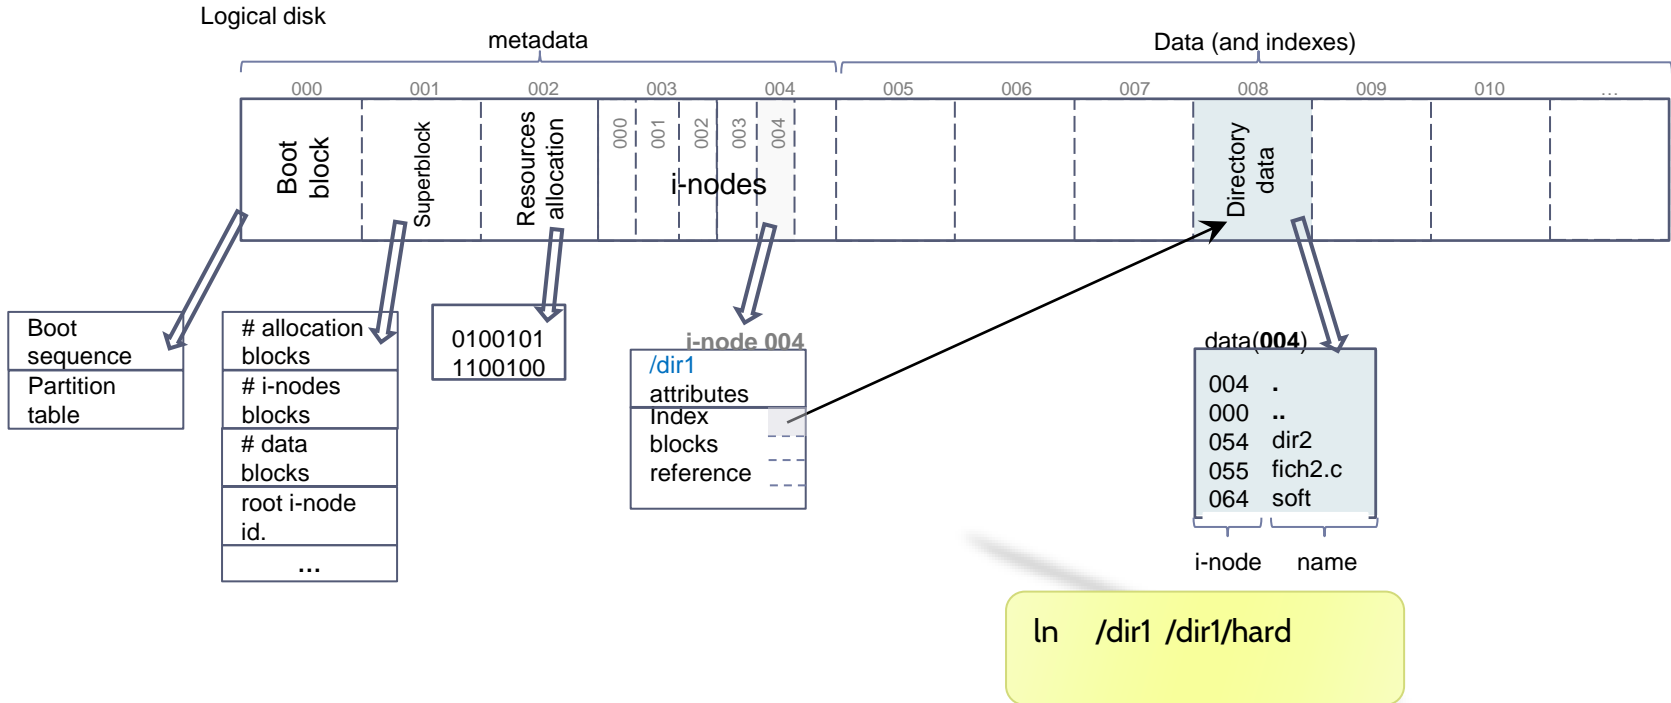 Logical disk
metadata
Data (and indexes)
000 001 002 003 004 005 006 007 008 009 010 ...
Boot
block
Superblock
Resources
allocation
000 001 002 003 004
i-nodes
Directory
data
Boot
sequence
Partition
table
# allocation
blocks
# i-nodes
blocks
# data
blocks
root i-node
id.
...
0100101
1100100
i-node 004
/dir1
attributes
Index
blocks
reference
data(004)
004 .
000 ..
054 dir2
055 fich2.c
064 soft
i-node name
ln /dir1 /dir1/hard